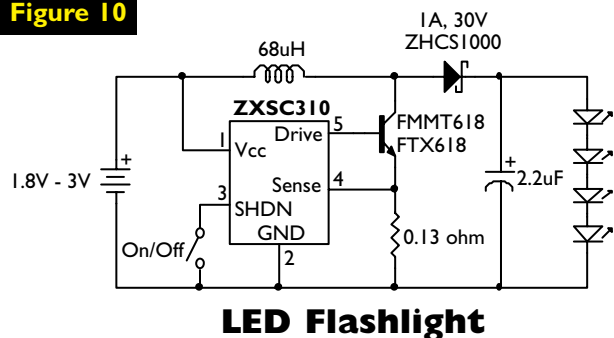 Figure 10
1A, 30V
ZHCS1000
68uH
ZXSC310
1
Vcc
Drive
5
FMMT618
FTX618
1.8V - 3V
+
3
SHDN
Sense
4
+
2.2uF
GND
2
On/Off
0.13 ohm
LED Flashlight